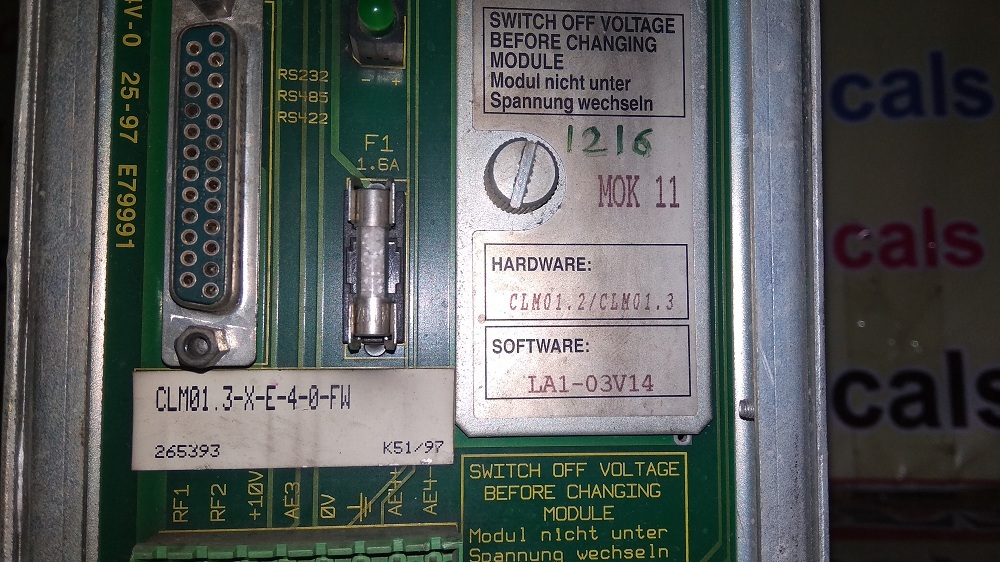 V-0 25-97 E79991
RS232
RS485
RS422
- +
F1
1.6A
SWITCH OFF VOLTAGE
BEFORE CHANGING
MODULE
Modul nicht unter
Spannung wechseln
1216
MOK 11
HARDWARE:
CLM01.2/CLM01.3
SOFTWARE:
LA1-03V14
CLM01.3-X-E-4-0-FW
265393 K51/97
RF1
RF2
+10V
AE3
0V
AE4+
AE4-
SWITCH OFF VOLTAGE
BEFORE CHANGING
MODULE
Modul nicht unter
Spannung wechseln
cals
cals
cals